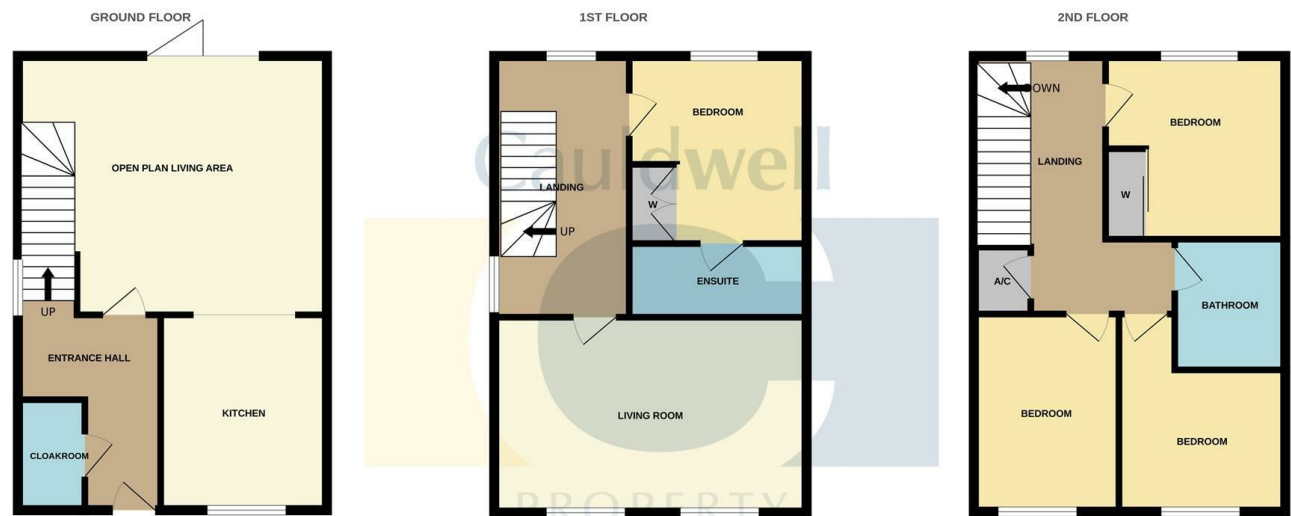 GROUND FLOOR
OPEN PLAN LIVING AREA
UP
ENTRANCE HALL
KITCHEN
CLOAKROOM
1ST FLOOR
BEDROOM
LANDING
W
UP
ENSUITE
LIVING ROOM
2ND FLOOR
OWN
BEDROOM
LANDING
W
A/C
BATHROOM
BEDROOM
BEDROOM
Cauldwell
PROPERTY